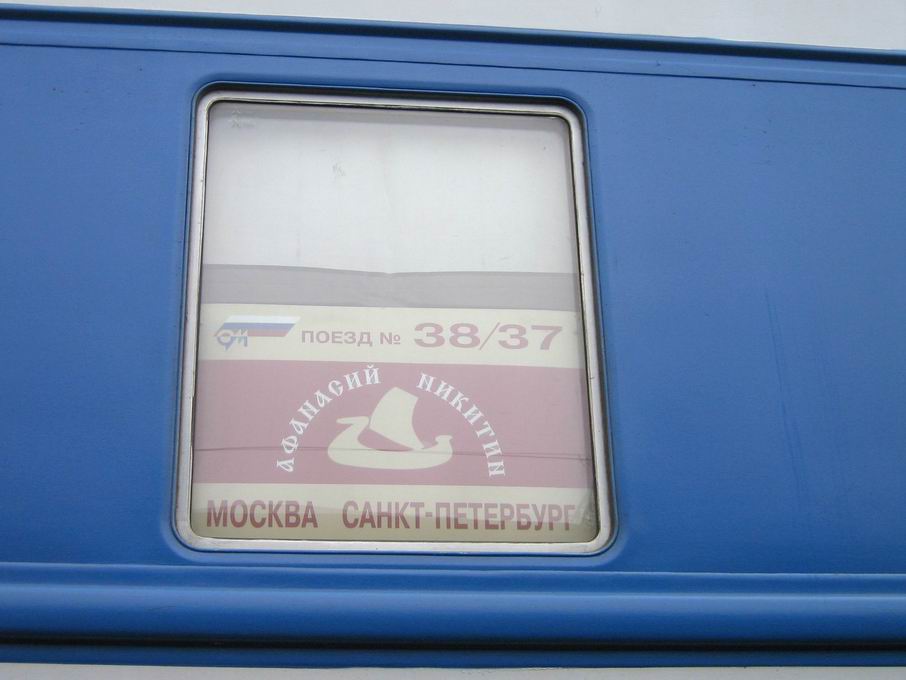 ПОЕЗД № 38/37
АФАНАСИЙ НИКИТИН
МОСКВА САНКТ-ПЕТЕРБУРГ